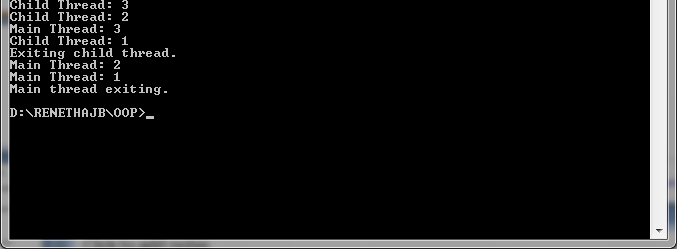 Child Thread: 3
Child Thread: 2
Main Thread: 3
Child Thread: 1
Exiting child thread.
Main Thread: 2
Main Thread: 1
Main thread exiting.
D:\RENETHAJB\OOP>_